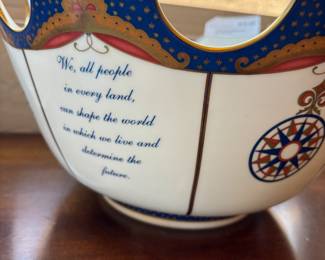 We, all people
in every land,
can shape the world
in which we live and
determine the
future.